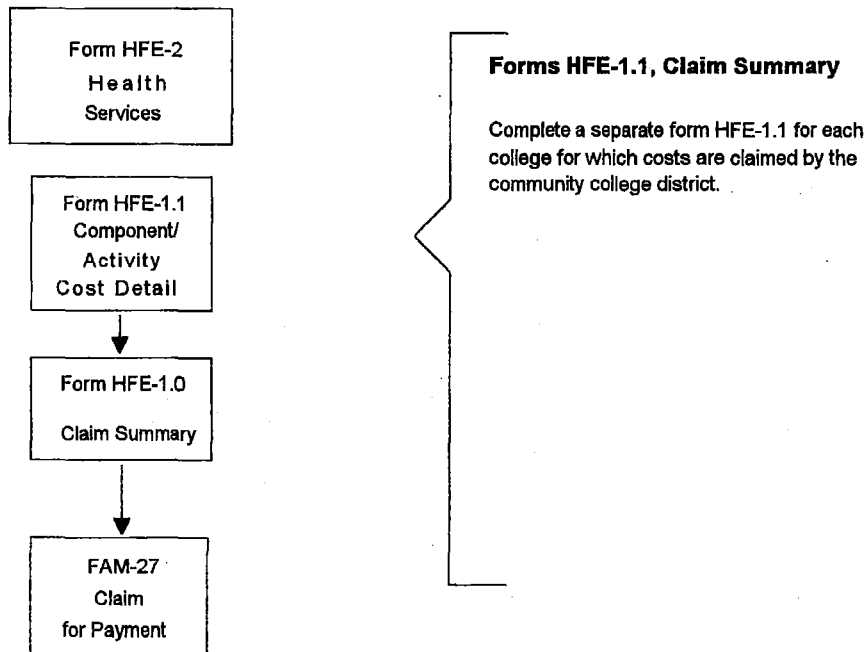 Form HFE-2
Health
Services
Form HFE-1.1
Component/
Activity
Cost Detail
Form HFE-1.0
Claim Summary
FAM-27
Claim
for Payment
Forms HFE-1.1, Claim Summary
Complete a separate form HFE-1.1 for each
college for which costs are claimed by the
community college district.